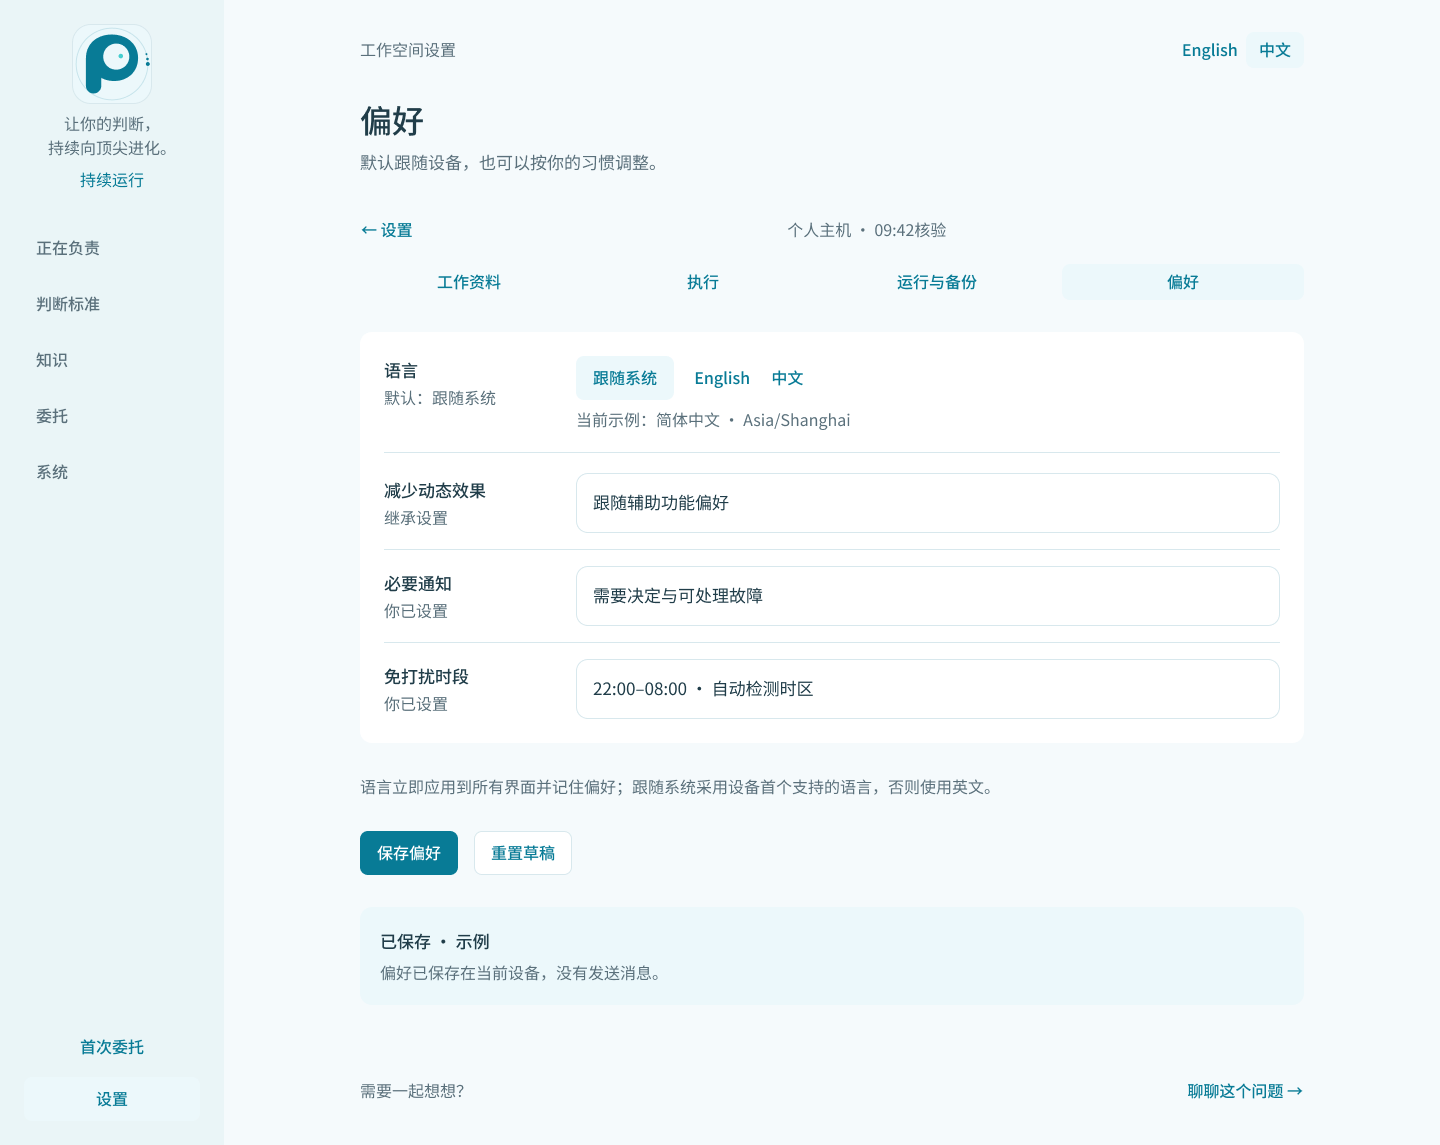 让你的判断，
持续向顶尖进化。
持续运行
正在负责
判断标准
知识
委托
系统
首次委托
设置
工作空间设置
English 中文
偏好
默认跟随设备，也可以按你的习惯调整。
← 设置
个人主机 · 09:42核验
工作资料 执行 运行与备份 偏好
语言
默认：跟随系统
跟随系统 English 中文
当前示例：简体中文 · Asia/Shanghai
减少动态效果
继承设置
跟随辅助功能偏好
必要通知
你已设置
需要决定与可处理故障
免打扰时段
你已设置
22:00–08:00 · 自动检测时区
语言立即应用到所有界面并记住偏好；跟随系统采用设备首个支持的语言，否则使用英文。
保存偏好 重置草稿
已保存 · 示例
偏好已保存在当前设备，没有发送消息。
需要一起想想？
聊聊这个问题 →